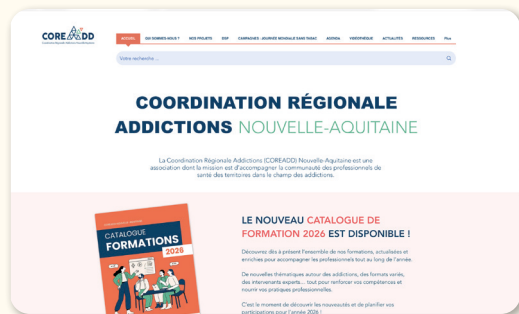 COREADD
ACCUEIL QUI SOMMES-NOUS ? NOS PROJETS RSP CAMPAGNES : JOURNÉE MONDIALE SANS TABAC AGENDA VIDÉOTHÈQUE ACTUALITÉS RESSOURCES Plus
Votre recherche ...
COORDINATION RÉGIONALE
ADDICTIONS NOUVELLE-AQUITAINE
La Coordination Régionale Addictions (COREADD) Nouvelle-Aquitaine est une
association dont la mission est d'accompagner la communauté des professionnels de
santé des territoires dans le champ des addictions.
CATALOGUE
FORMATIONS
2026
LE NOUVEAU CATALOGUE DE
FORMATION 2026 EST DISPONIBLE !
Découvrez dès à présent l'ensemble de nos formations, actualisées et
enrichies pour accompagner les professionnels tout au long de l'année.
De nouvelles thématiques autour des addictions, des formats variés,
des intervenants experts... tout pour renforcer vos compétences et
nourrir vos pratiques professionnelles.
C'est le moment de découvrir les nouveautés et de planifier vos
participations pour l'année 2026 !